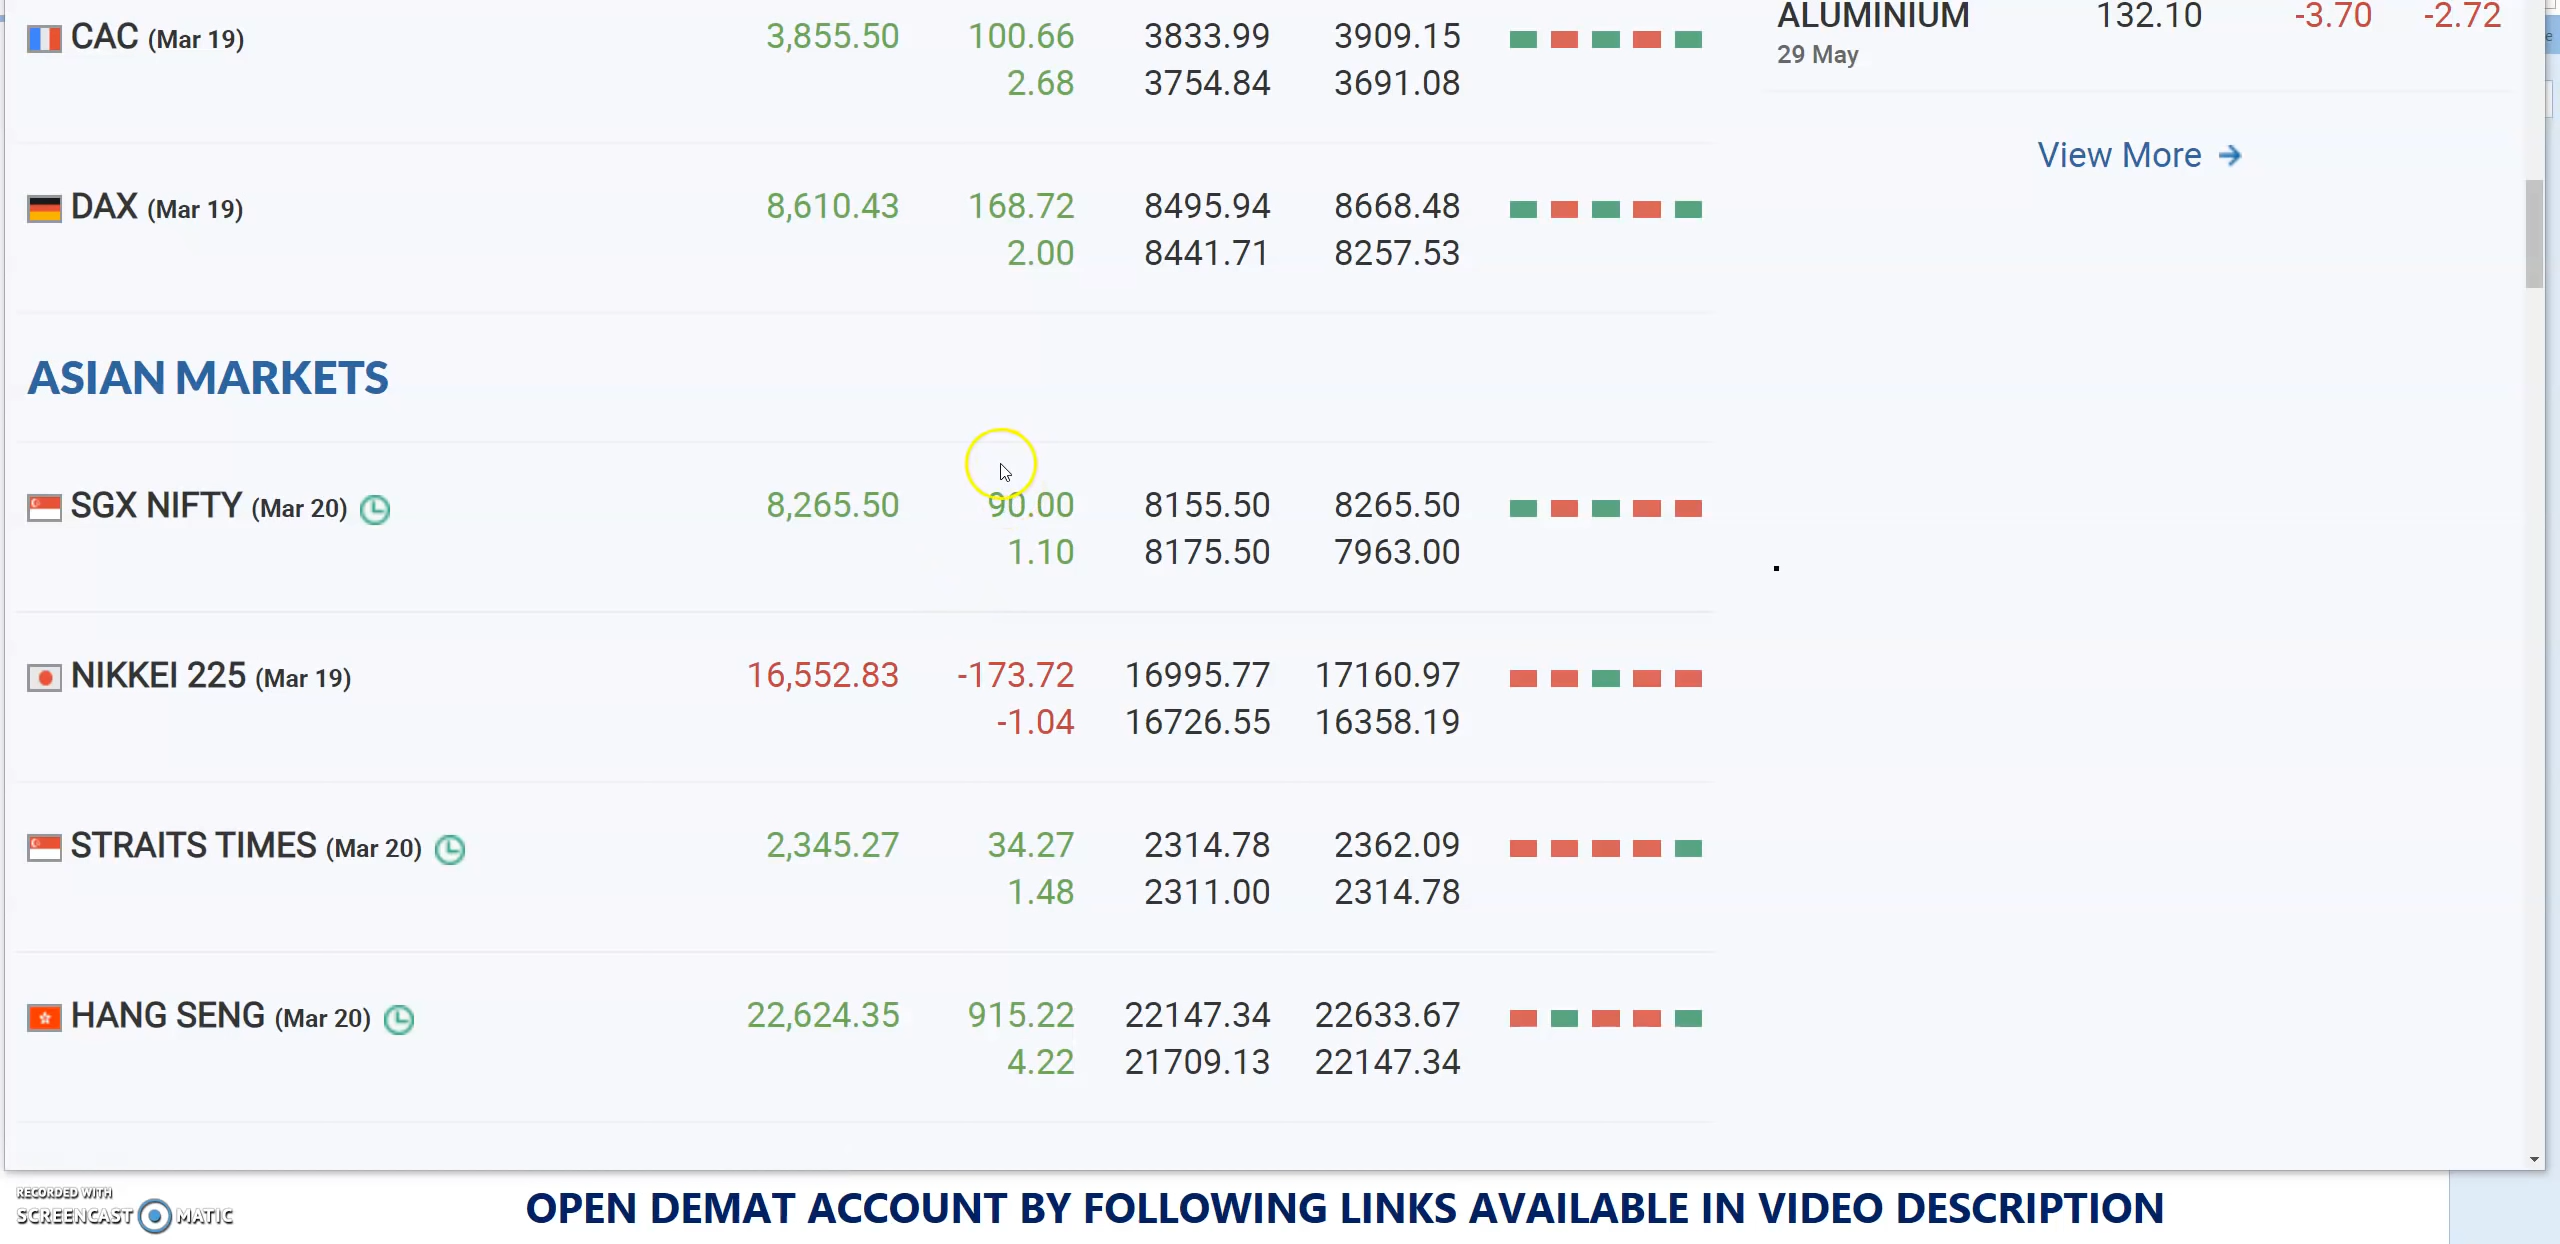 CAC (Mar 19) 3,855.50 100.66 3833.99 3909.15
2.68 3754.84 3691.08
ALUMINIUM 132.10 -3.70 -2.72
29 May
View More
DAX (Mar 19) 8,610.43 168.72 8495.94 8668.48
2.00 8441.71 8257.53
ASIAN MARKETS
SGX NIFTY (Mar 20) 8,265.50 90.00 8155.50 8265.50
1.10 8175.50 7963.00
NIKKEI 225 (Mar 19) 16,552.83 -173.72 16995.77 17160.97
-1.04 16726.55 16358.19
STRAITS TIMES (Mar 20) 2,345.27 34.27 2314.78 2362.09
1.48 2311.00 2314.78
HANG SENG (Mar 20) 22,624.35 915.22 22147.34 22633.67
4.22 21709.13 22147.34
RECORDED WITH
SCREENCAST MATIC
OPEN DEMAT ACCOUNT BY FOLLOWING LINKS AVAILABLE IN VIDEO DESCRIPTION